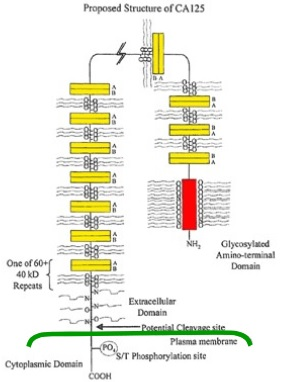 Proposed Structure of CA125
B A
A
B
A
B
A
B
A
B
A
B
A
B
A
B
A
B
A
B
A
B
NH2
Glycosylated
Amino-terminal
Domain
One of 60+
40 kD
Repeats
N
N
O
N
Extracellular
Domain
Potential Cleavage site
Plasma membrane
PO4
S/T Phosphorylation site
Cytoplasmic Domain
COOH